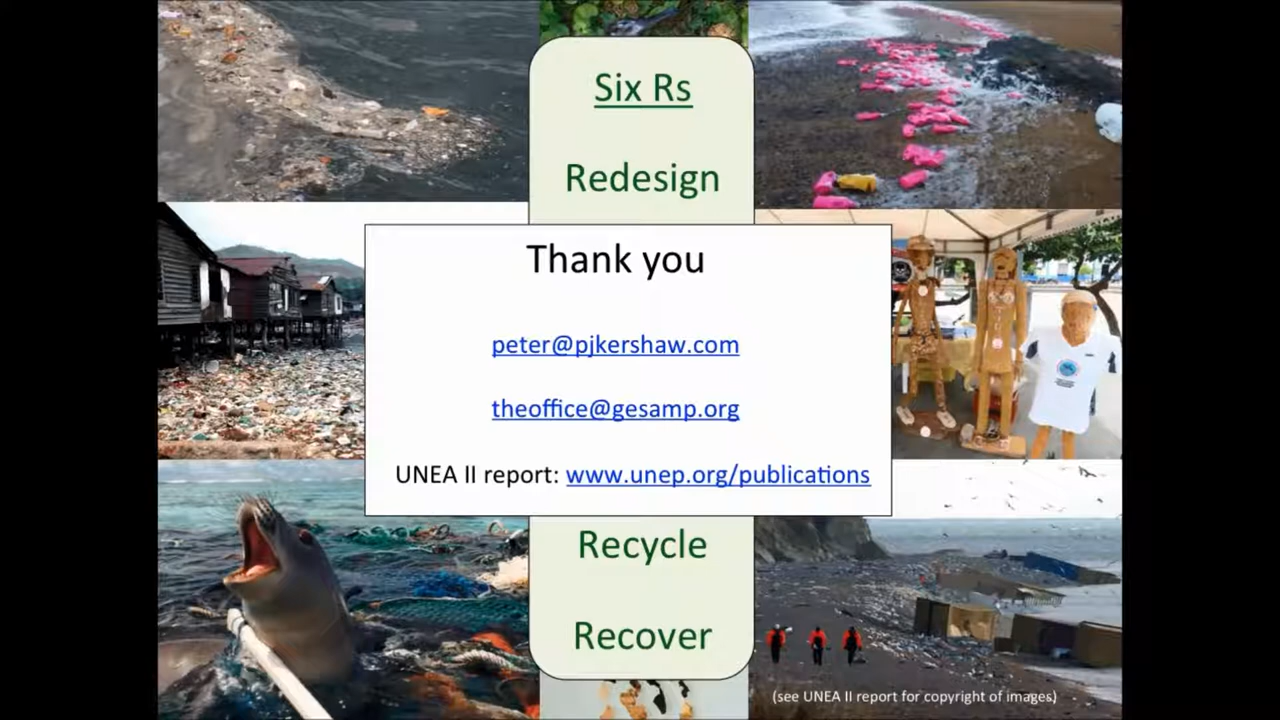 Six Rs
Redesign
Thank you
peter@pjkershaw.com
theoffice@gesamp.org
UNEA II report: www.unep.org/publications
Recycle
Recover
(see UNEA II report for copyright of images)